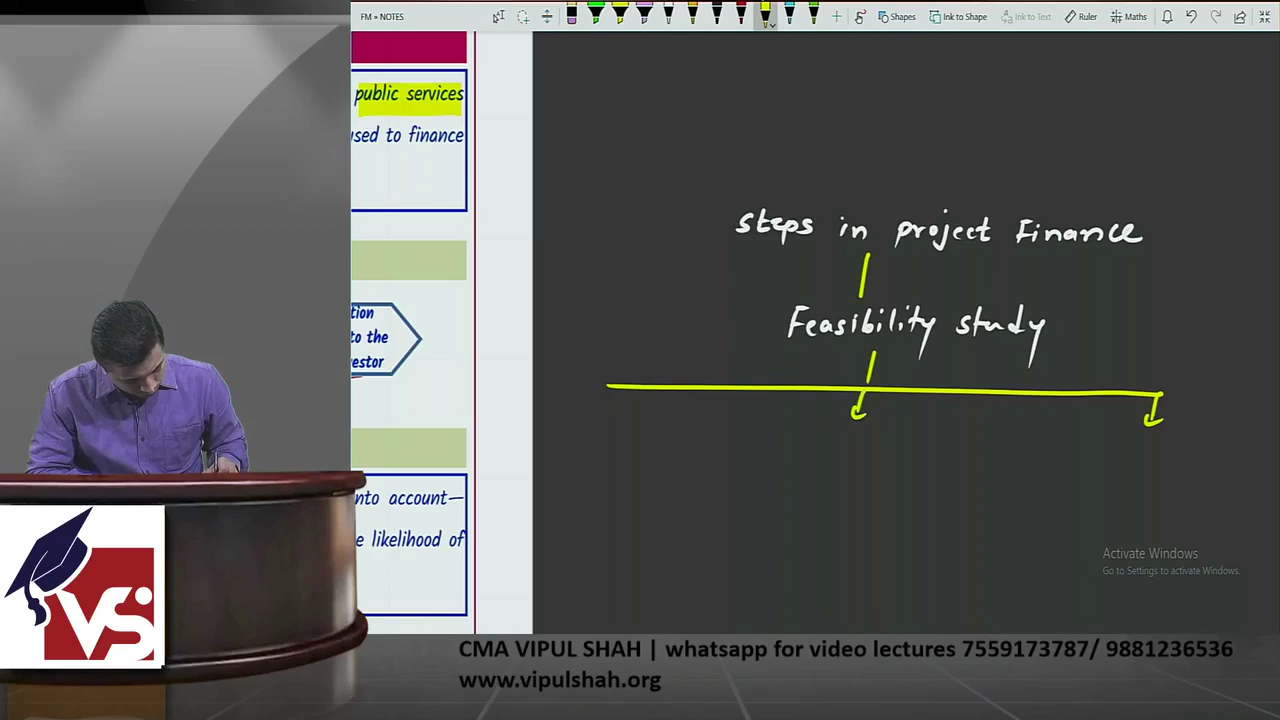 FM » NOTES
Shapes
Ink to Shape
Ink to Text
Ruler
Maths
public services
used to finance
tion
to the
estor
nto account—
e likelihood of
steps in project Finance
Feasibility study
Activate Windows
Go to Settings to activate Windows.
VS
CMA VIPUL SHAH | whatsapp for video lectures 7559173787/ 9881236536
www.vipulshah.org